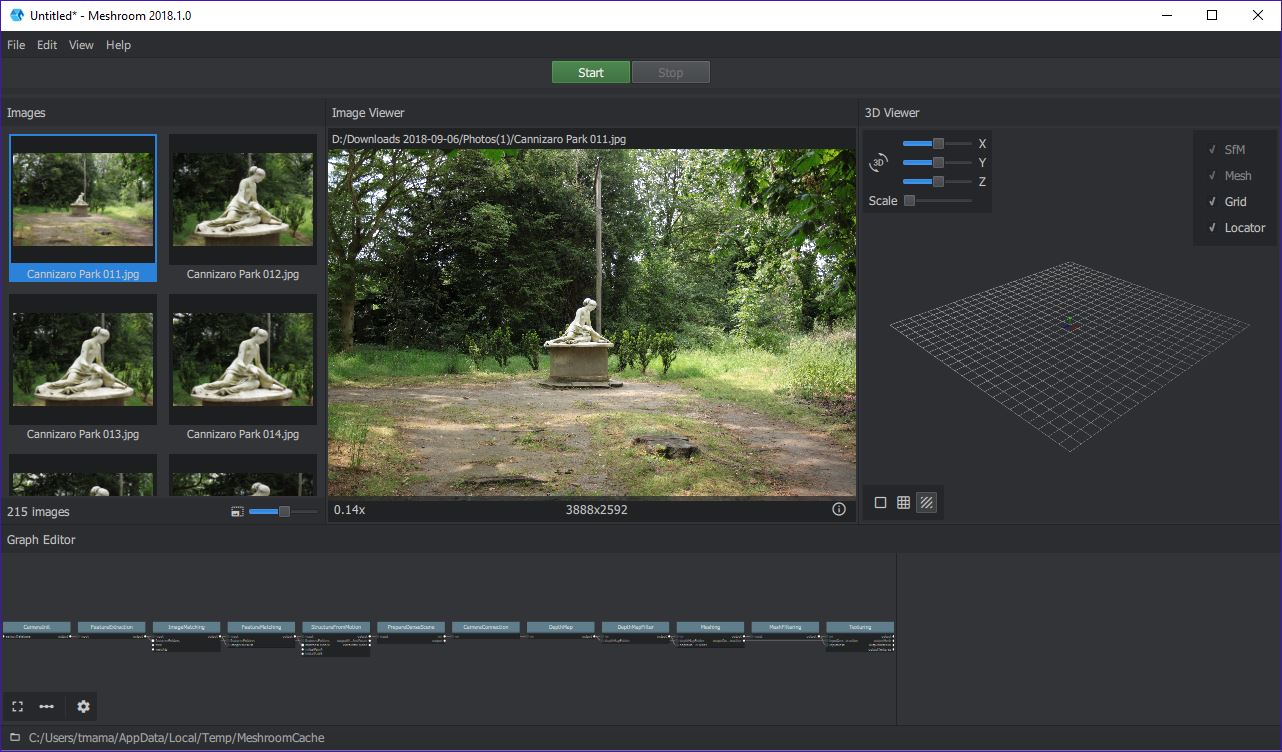 Untitled* - Meshroom 2018.1.0
File Edit View Help
Start Stop
Images
Image Viewer
3D Viewer
D:/Downloads 2018-09-06/Photos(1)/Cannizaro Park 011.jpg
3D
X
Y
Z
Scale
SfM
Mesh
Grid
Locator
Cannizaro Park 011.jpg
Cannizaro Park 012.jpg
Cannizaro Park 013.jpg
Cannizaro Park 014.jpg
215 images
0.14x
3888x2592
Graph Editor
CameraInit
FeatureExtraction
ImageMatching
FeatureMatching
StructureFromMotion
PrepareDenseScene
CameraConnection
DepthMap
DepthMapFilter
Meshing
MeshFiltering
Texturing
C:/Users/tmama/AppData/Local/Temp/MeshroomCache